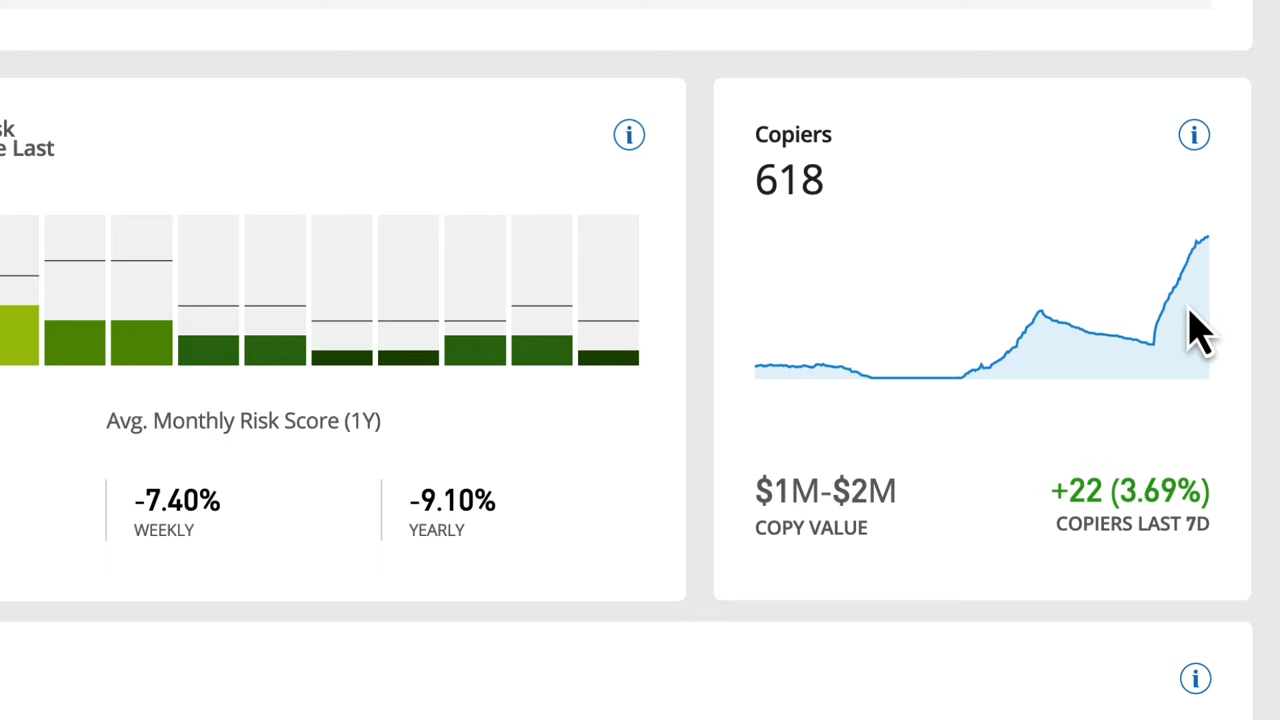 sk
e Last
Avg. Monthly Risk Score (1Y)
-7.40%
WEEKLY
-9.10%
YEARLY
Copiers
618
$1M-$2M
COPY VALUE
+22 (3.69%)
COPIERS LAST 7D